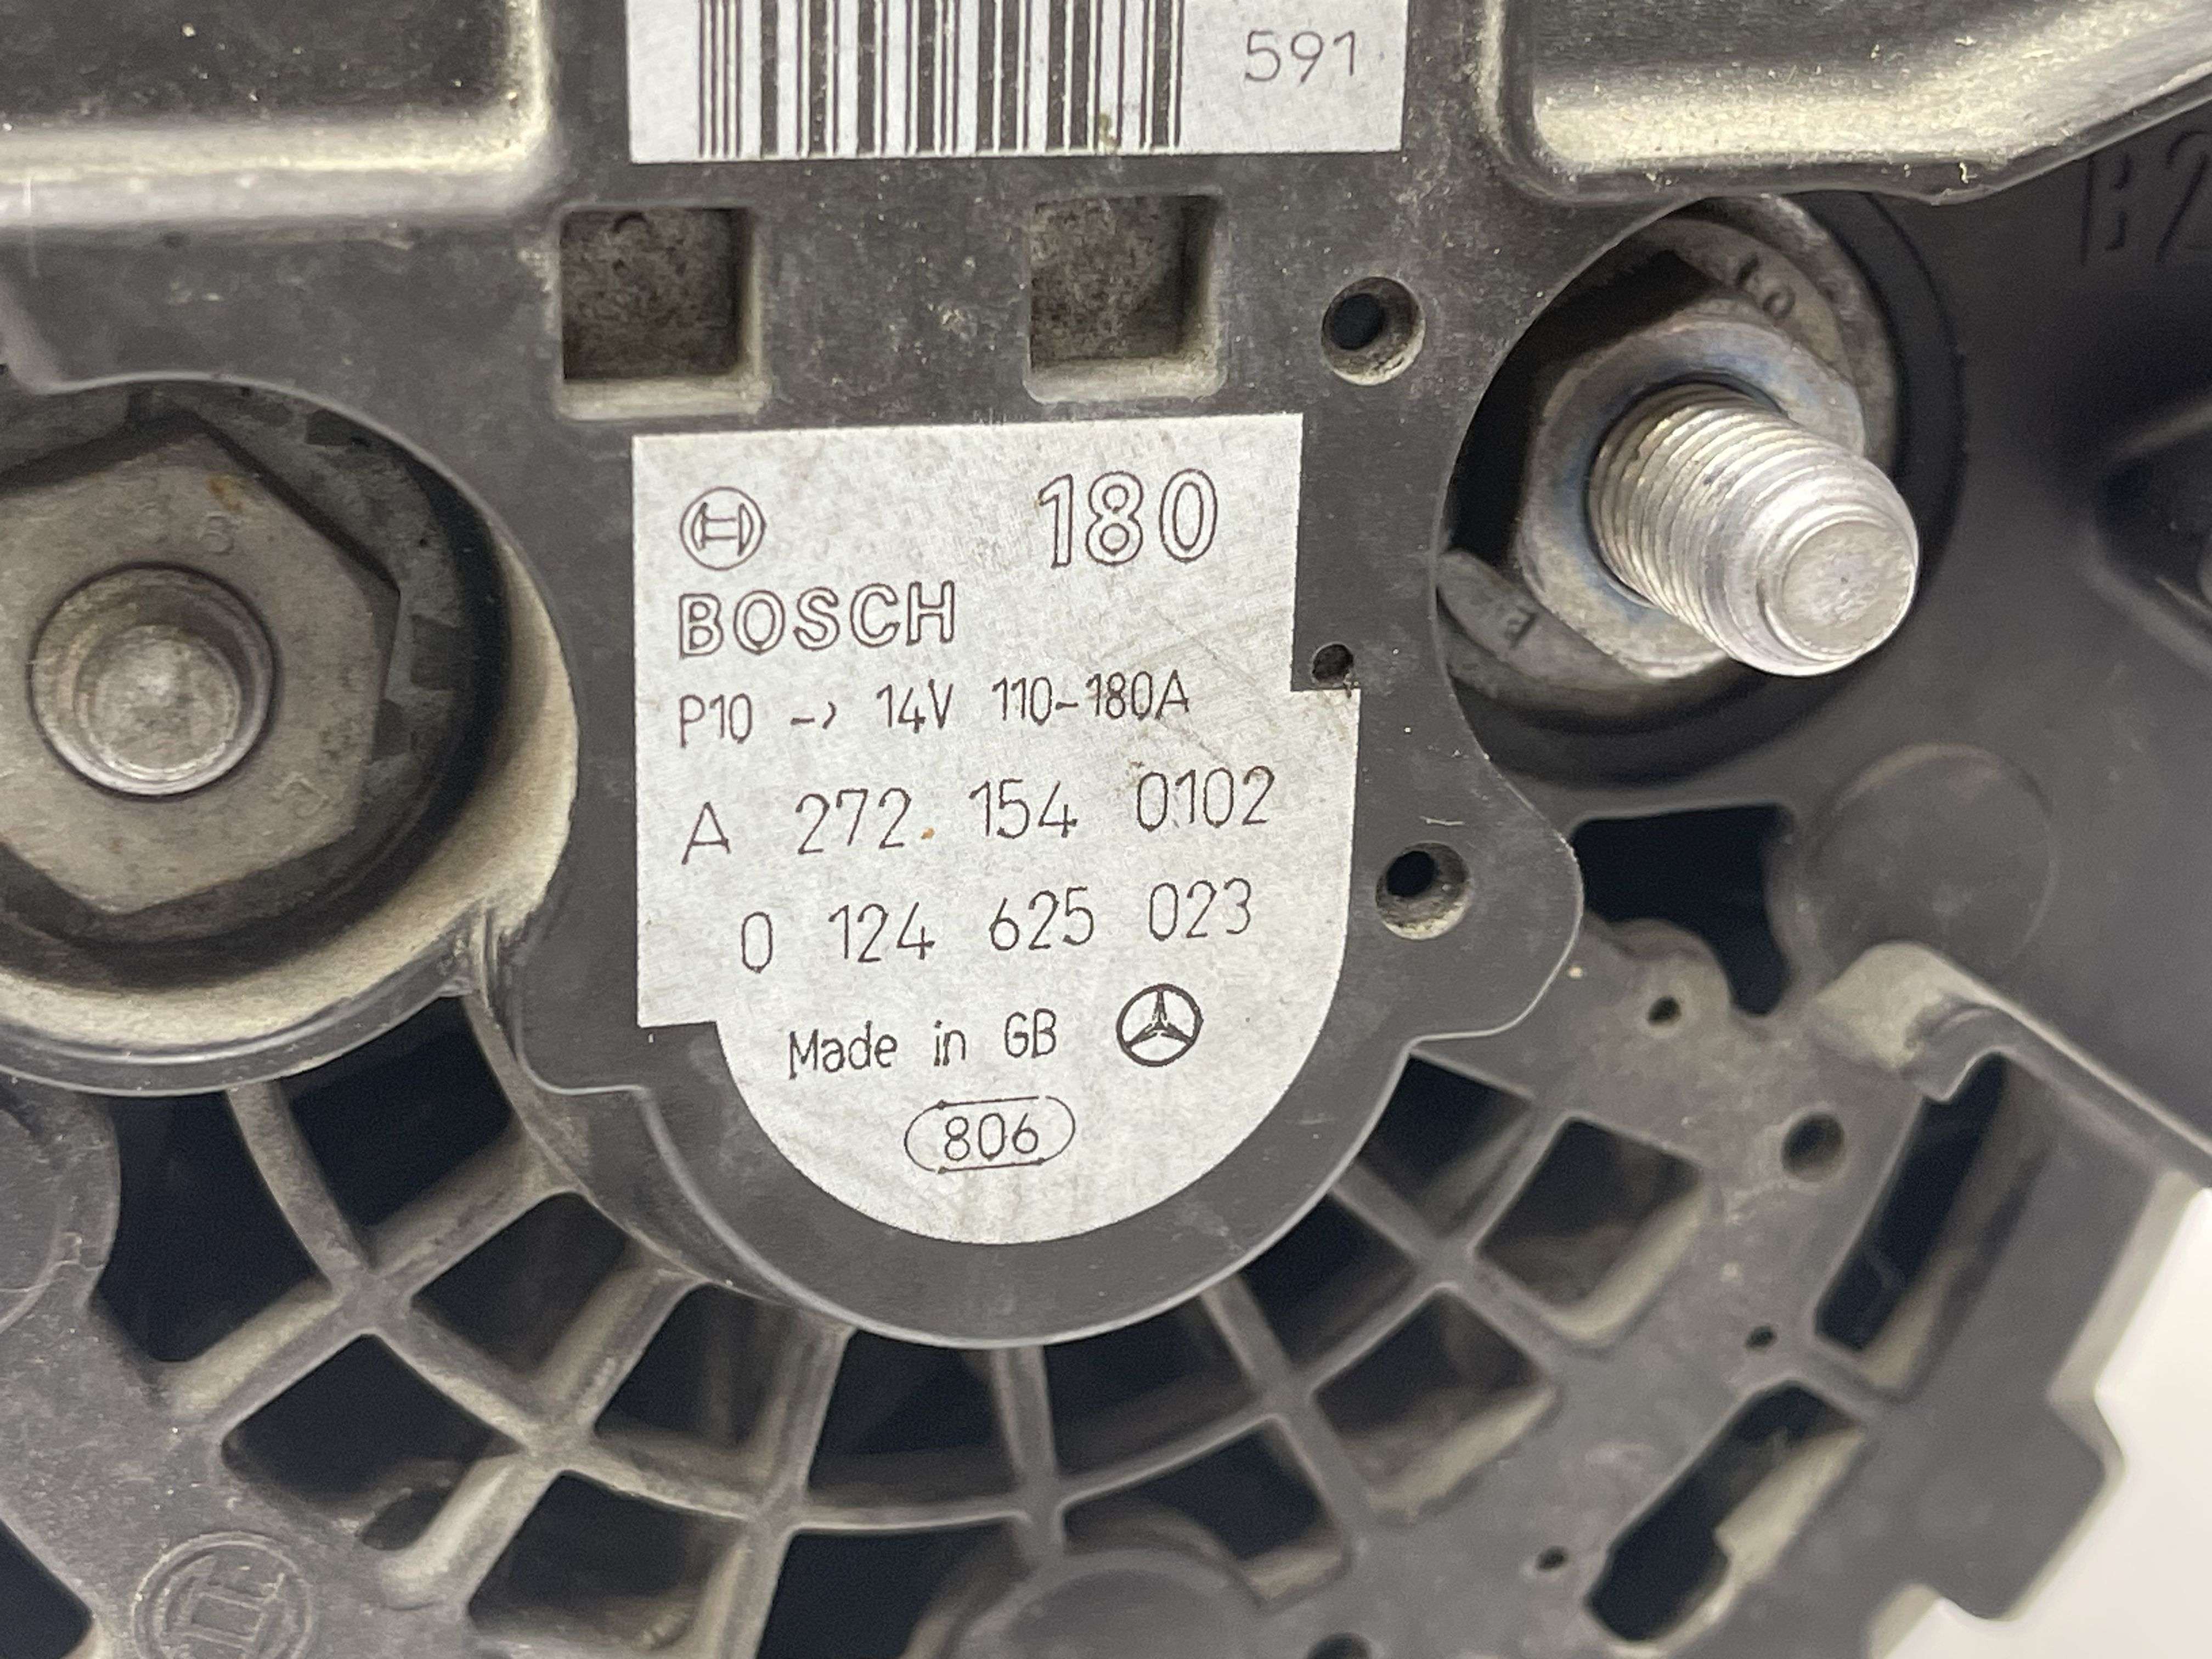 591
180
BOSCH
P10 -> 14V 110-180A
A 272. 154 0102
0 124 625 023
Made in GB
806